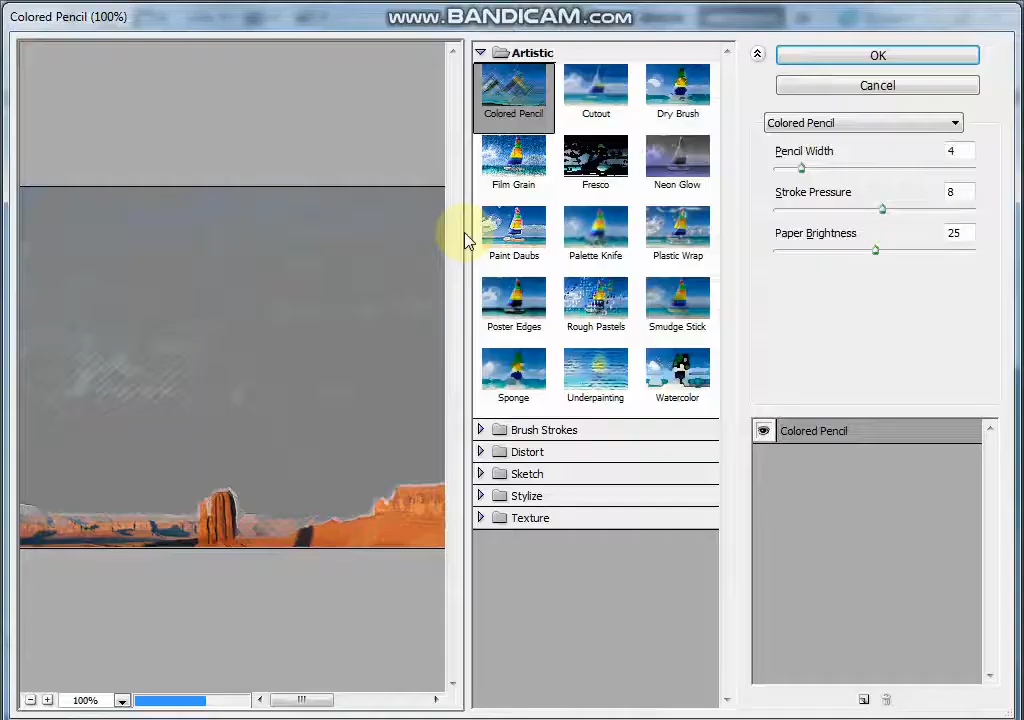 Colored Pencil (100%)
www.BANDICAM.com
Artistic
Colored Pencil
Cutout
Dry Brush
Film Grain
Fresco
Neon Glow
Paint Daubs
Palette Knife
Plastic Wrap
Poster Edges
Rough Pastels
Smudge Stick
Sponge
Underpainting
Watercolor
Brush Strokes
Distort
Sketch
Stylize
Texture
OK
Cancel
Colored Pencil
Pencil Width 4
Stroke Pressure 8
Paper Brightness 25
Colored Pencil
100%